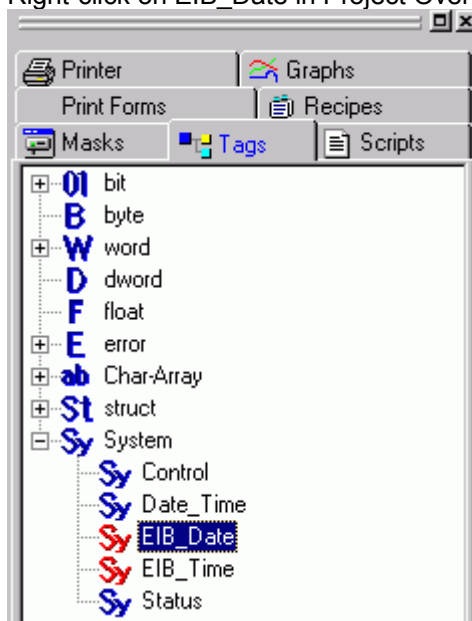 Right-click on EIB_Date in Project Over
Printer Graphs
Print Forms Recipes
Masks Tags Scripts
01 bit
B byte
W word
D dword
F float
E error
ab Char-Array
St struct
Sy System
Sy Control
Sy Date_Time
Sy EIB_Date
Sy EIB_Time
Sy Status